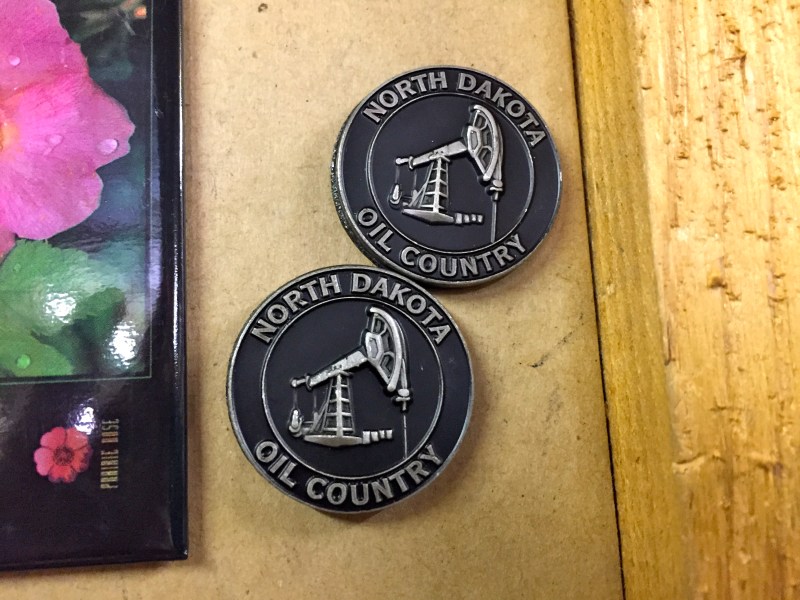 NORTH DAKOTA
OIL COUNTRY
NORTH DAKOTA
OIL COUNTRY
PRAIRIE ROSE